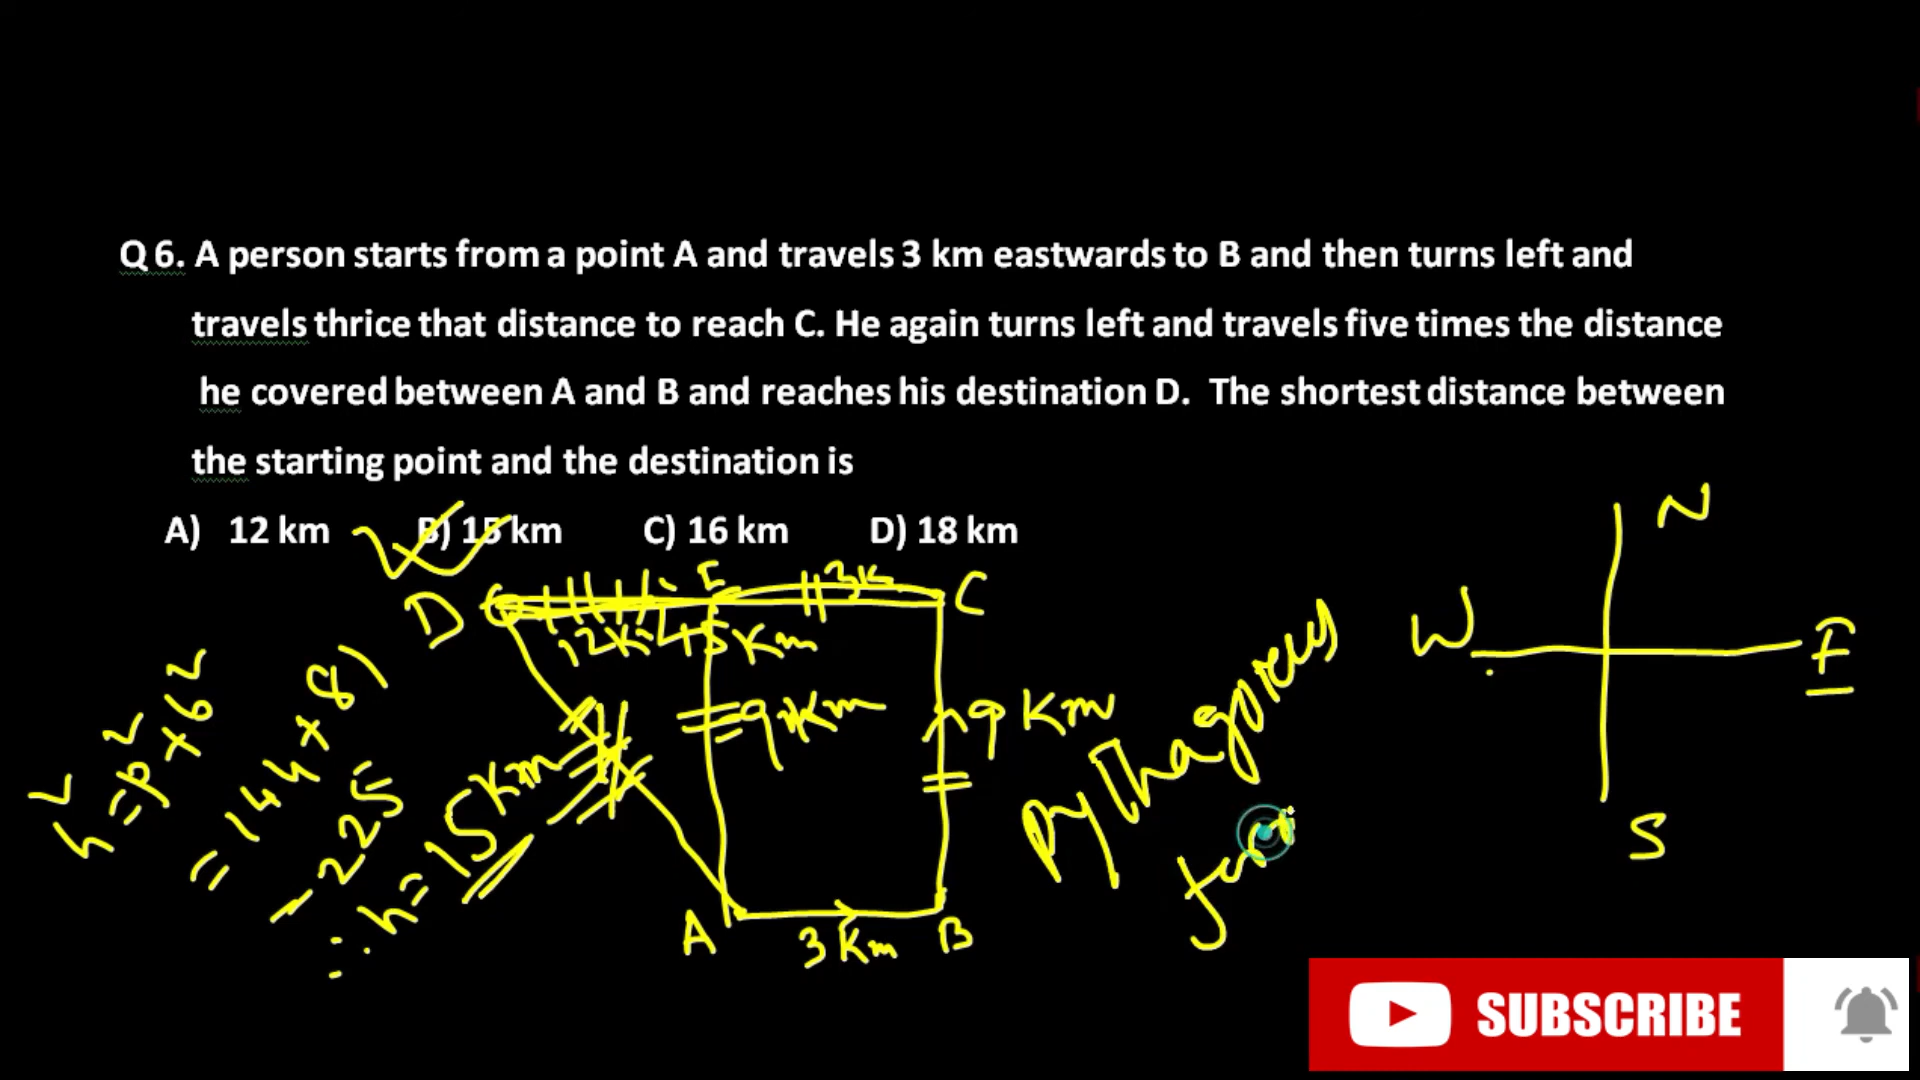 Q 6. A person starts from a point A and travels 3 km eastwards to B and then turns left and
travels thrice that distance to reach C. He again turns left and travels five times the distance
he covered between A and B and reaches his destination D. The shortest distance between
the starting point and the destination is
A) 12 km B) 15 km C) 16 km D) 18 km
N
W E
S
D E 3K C
12K 15 Km
9 Km 9 Km
A 3 Km B
h² = p² + b²
= 144 + 81
= 225
∴ h = 15 Km
Pythagoreus
SUBSCRIBE